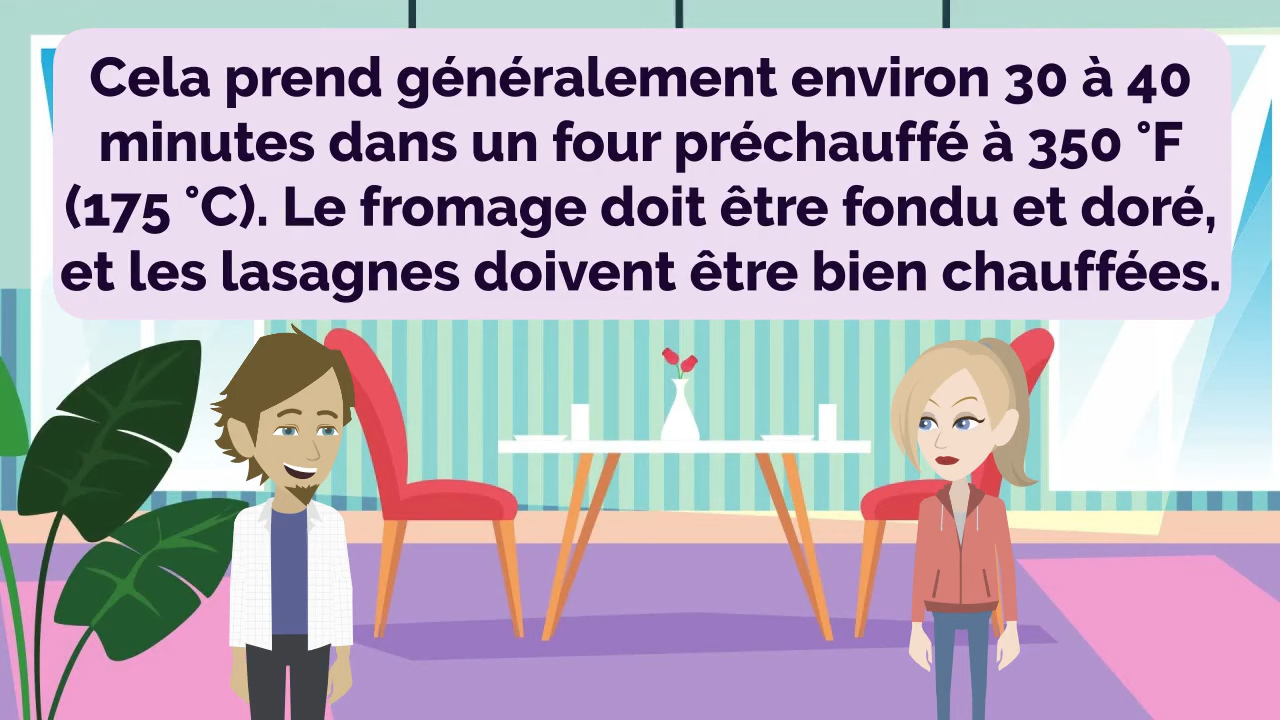 Cela prend généralement environ 30 à 40
minutes dans un four préchauffé à 350 °F
(175 °C). Le fromage doit être fondu et doré,
et les lasagnes doivent être bien chauffées.